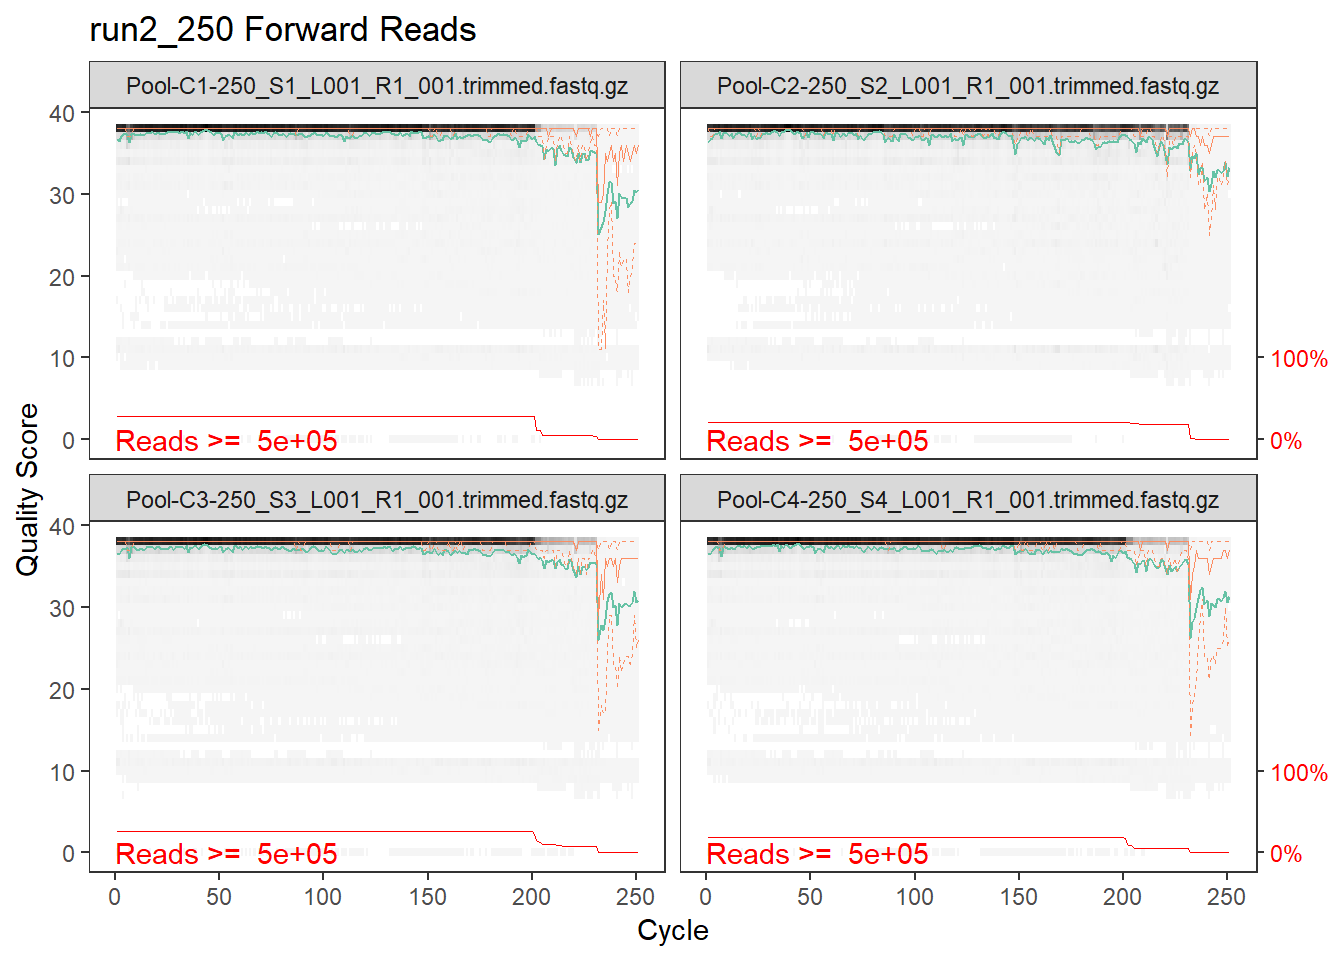 run2_250 Forward Reads
Pool-C1-250_S1_L001_R1_001.trimmed.fastq.gz
Pool-C2-250_S2_L001_R1_001.trimmed.fastq.gz
40
30
20
10
0
100%
0%
Reads >= 5e+05
Reads >= 5e+05
Quality Score
Pool-C3-250_S3_L001_R1_001.trimmed.fastq.gz
Pool-C4-250_S4_L001_R1_001.trimmed.fastq.gz
40
30
20
10
0
100%
0%
Reads >= 5e+05
Reads >= 5e+05
0 50 100 150 200 250
0 50 100 150 200 250
Cycle